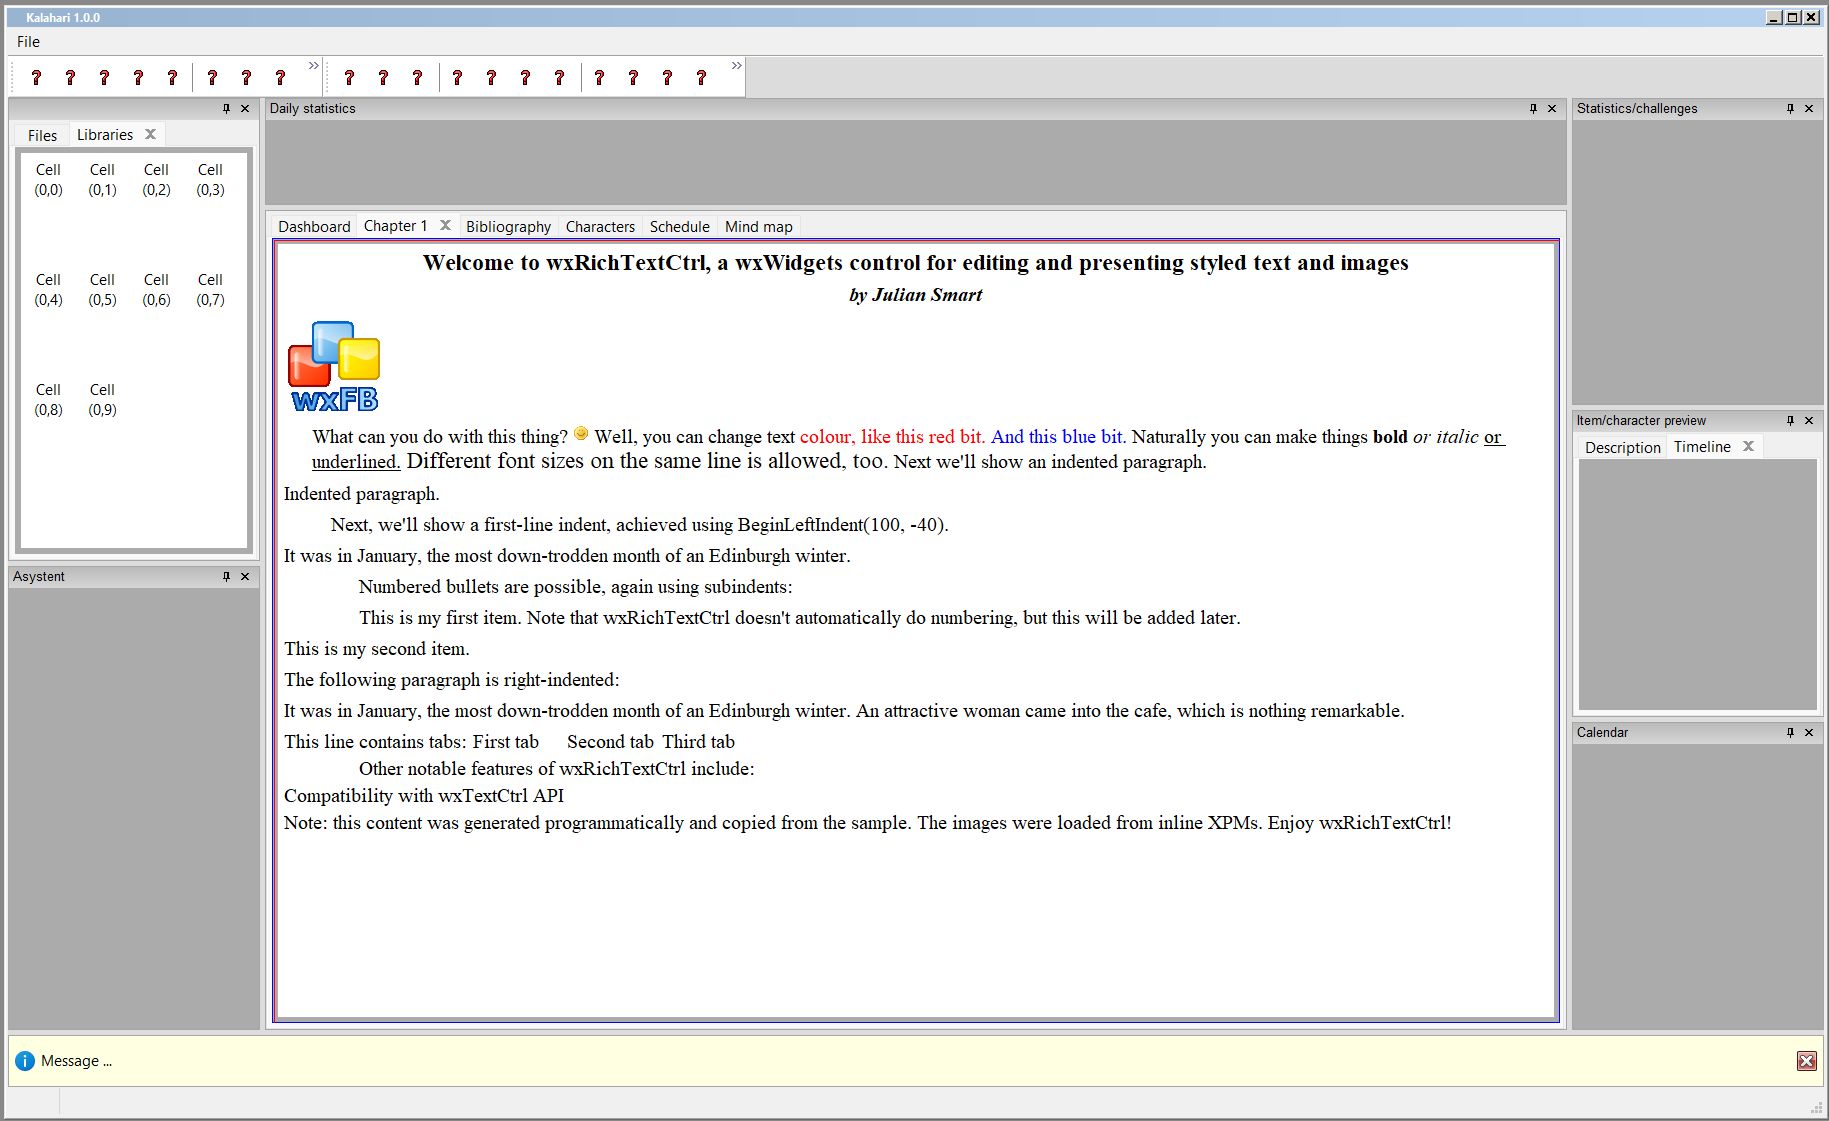 Kalahari 1.0.0
File
Files
Libraries
Cell (0,0)
Cell (0,1)
Cell (0,2)
Cell (0,3)
Cell (0,4)
Cell (0,5)
Cell (0,6)
Cell (0,7)
Cell (0,8)
Cell (0,9)
Asystent
Daily statistics
Dashboard
Chapter 1
Bibliography
Characters
Schedule
Mind map
Welcome to wxRichTextCtrl, a wxWidgets control for editing and presenting styled text and images
by Julian Smart
wxFB
What can you do with this thing? Well, you can change text colour, like this red bit. And this blue bit. Naturally you can make things bold or italic or
underlined. Different font sizes on the same line is allowed, too. Next we'll show an indented paragraph.
Indented paragraph.
Next, we'll show a first-line indent, achieved using BeginLeftIndent(100, -40).
It was in January, the most down-trodden month of an Edinburgh winter.
Numbered bullets are possible, again using subindents:
This is my first item. Note that wxRichTextCtrl doesn't automatically do numbering, but this will be added later.
This is my second item.
The following paragraph is right-indented:
It was in January, the most down-trodden month of an Edinburgh winter. An attractive woman came into the cafe, which is nothing remarkable.
This line contains tabs: First tab Second tab Third tab
Other notable features of wxRichTextCtrl include:
Compatibility with wxTextCtrl API
Note: this content was generated programmatically and copied from the sample. The images were loaded from inline XPMs. Enjoy wxRichTextCtrl!
Statistics/challenges
Item/character preview
Description
Timeline
Calendar
Message ...